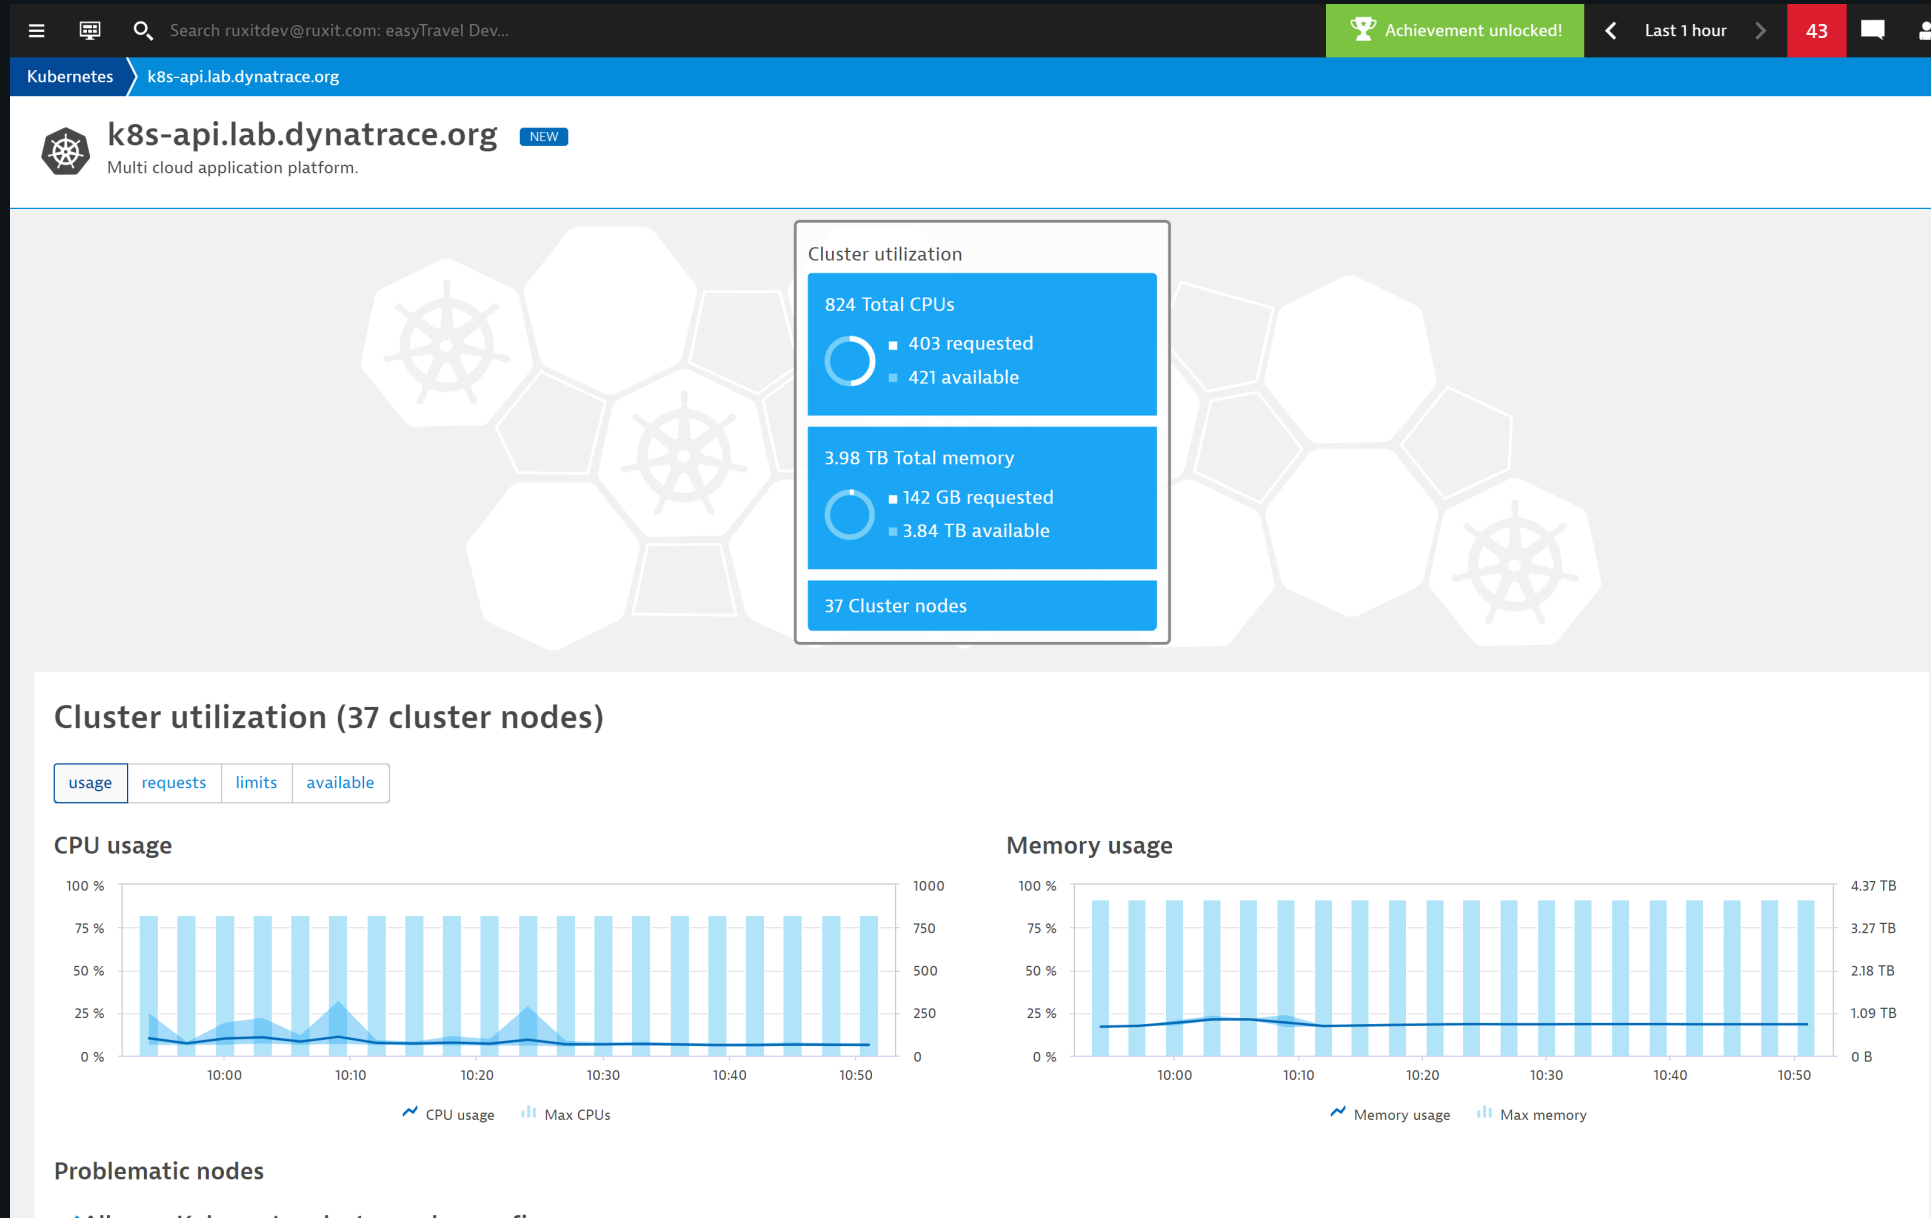 Search ruxitdev@ruxit.com: easyTravel Dev...
Achievement unlocked!
Last 1 hour
43
Kubernetes
k8s-api.lab.dynatrace.org
k8s-api.lab.dynatrace.org
NEW
Multi cloud application platform.
Cluster utilization
824 Total CPUs
403 requested
421 available
3.98 TB Total memory
142 GB requested
3.84 TB available
37 Cluster nodes
Cluster utilization (37 cluster nodes)
usage requests limits available
CPU usage
100 %
75 %
50 %
25 %
0 %
1000
750
500
250
0
10:00 10:10 10:20 10:30 10:40 10:50
CPU usage Max CPUs
Memory usage
100 %
75 %
50 %
25 %
0 %
4.37 TB
3.27 TB
2.18 TB
1.09 TB
0 B
10:00 10:10 10:20 10:30 10:40 10:50
Memory usage Max memory
Problematic nodes